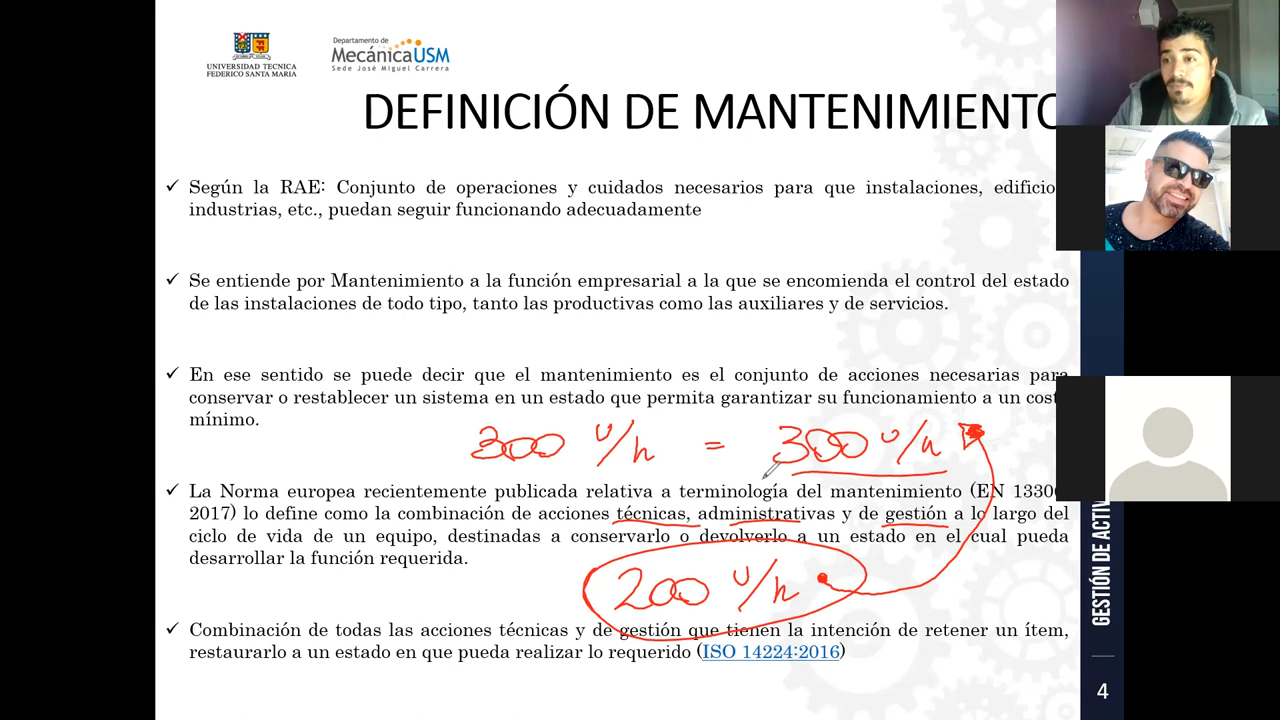 UNIVERSIDAD TECNICA
FEDERICO SANTA MARIA
Departamento de
MecánicaUSM
Sede José Miguel Carrera
DEFINICIÓN DE MANTENIMIENTO
✓ Según la RAE: Conjunto de operaciones y cuidados necesarios para que instalaciones, edificio
industrias, etc., puedan seguir funcionando adecuadamente
✓ Se entiende por Mantenimiento a la función empresarial a la que se encomienda el control del estado
de las instalaciones de todo tipo, tanto las productivas como las auxiliares y de servicios.
✓ En ese sentido se puede decir que el mantenimiento es el conjunto de acciones necesarias para
conservar o restablecer un sistema en un estado que permita garantizar su funcionamiento a un cost
mínimo.
300 u/h = 300 u/h
✓ La Norma europea recientemente publicada relativa a terminología del mantenimiento (EN 1330
2017) lo define como la combinación de acciones técnicas, administrativas y de gestión a lo largo del
ciclo de vida de un equipo, destinadas a conservarlo o devolverlo a un estado en el cual pueda
desarrollar la función requerida.
200 u/h
✓ Combinación de todas las acciones técnicas y de gestión que tienen la intención de retener un ítem,
restaurarlo a un estado en que pueda realizar lo requerido (ISO 14224:2016)
GESTIÓN DE ACTIV
4